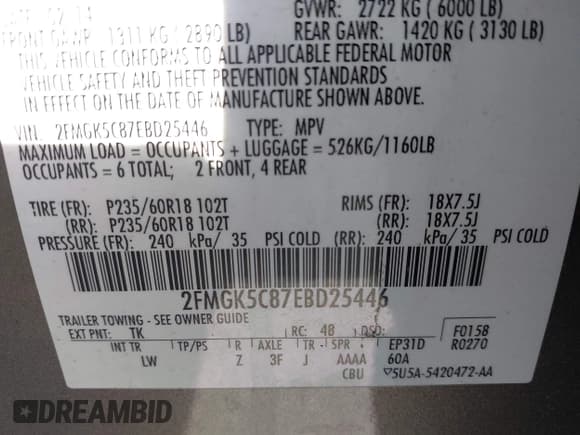 02/14
GVWR: 2722 KG ( 6000 LB)
FRONT GAWR: 1311 KG ( 2890 LB)
REAR GAWR: 1420 KG ( 3130 LB)
THIS VEHICLE CONFORMS TO ALL APPLICABLE FEDERAL MOTOR
VEHICLE SAFETY AND THEFT PREVENTION STANDARDS
IN EFFECT ON THE DATE OF MANUFACTURE SHOWN ABOVE.
VIN: 2FMGK5C87EBD25446 TYPE: MPV
MAXIMUM LOAD = OCCUPANTS + LUGGAGE = 526KG/1160LB
OCCUPANTS = 6 TOTAL; 2 FRONT, 4 REAR
TIRE (FR): P235/60R18 102T RIMS (FR): 18X7.5J
(RR): P235/60R18 102T (RR): 18X7.5J
PRESSURE (FR): 240 kPa/ 35 PSI COLD (RR): 240 kPa/ 35 PSI COLD
2FMGK5C87EBD25446
TRAILER TOWING - SEE OWNER GUIDE
EXT PNT: TK RC: 48 DSO: F0158
R0270
INT TR TP/PS R AXLE TR SPR EP31D
LW Z 3F J AAAA 60A
CBU 5U5A-5420472-AA
DREAMBID